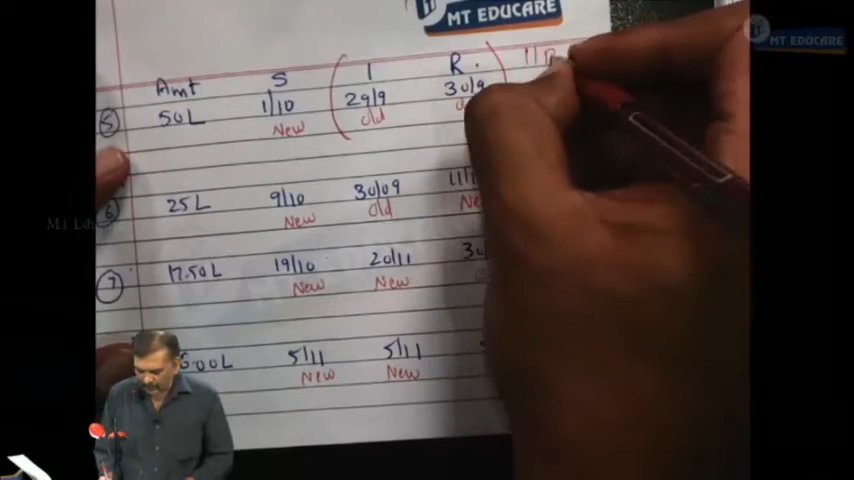 MT EDUCARE
MT EDUCARE
Amt S I R.
5 50L 1/10 29/9 30/9
New old
6 25L 9/10 30/09
New old
7 17.50L 19/10 20/11
New New
5/11 5/11
New New